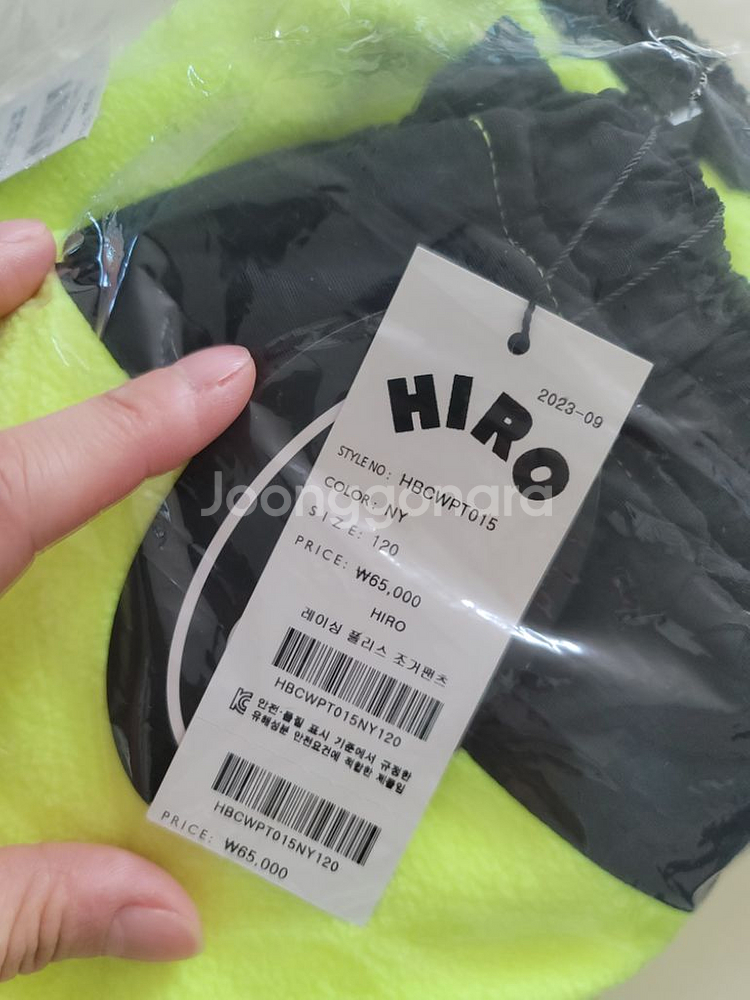 HIRO
2023-09
STYLE NO: HBCWPT015
COLOR: NY
SIZE: 120
PRICE: ₩65,000
HIRO
레이싱 폴리스 조거팬츠
HBCWPT015NY120
안전·품질 표시 기준에서 규정한
유해성분 안전요건에 적합한 제품임
HBCWPT015NY120
PRICE: ₩65,000
Joonggonara